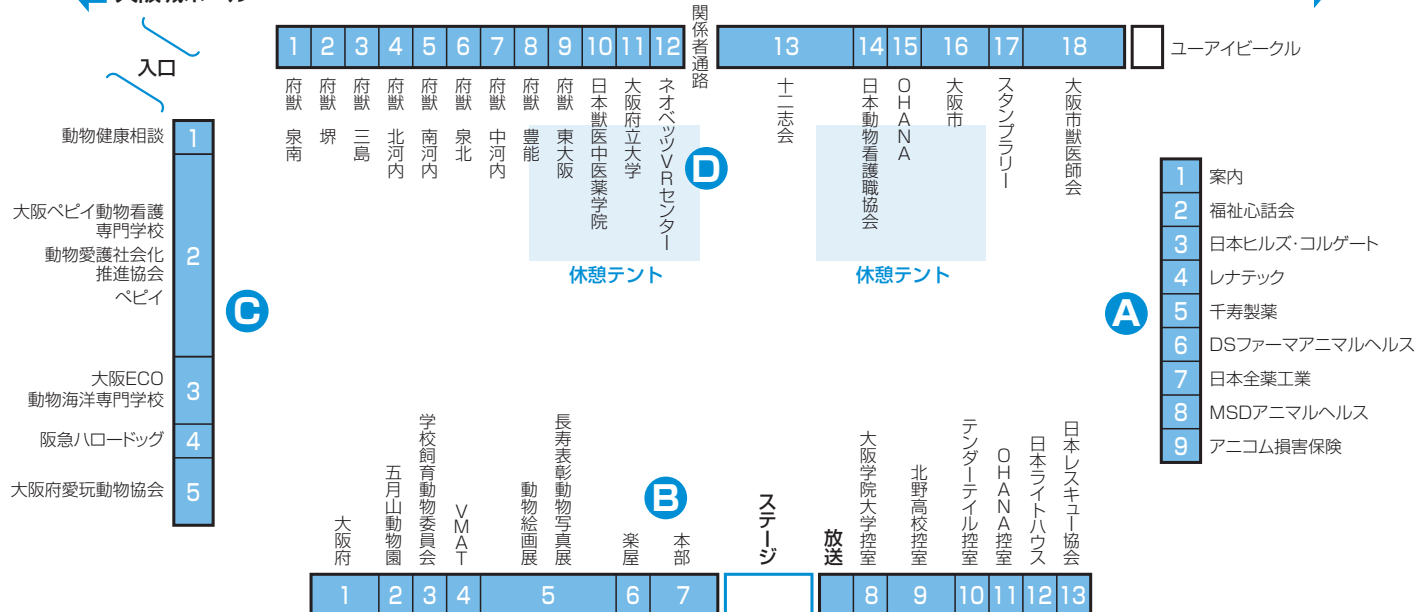 関係者通路
1 2 3 4 5 6 7 8 9 10 11 12 13 14 15 16 17 18
ユーアイビークル
入口
府獣 泉南
府獣 堺
府獣 三島
府獣 北河内
府獣 南河内
府獣 泉北
府獣 中河内
府獣 豊能
府獣 東大阪
日本獣医中医薬学院
大阪府立大学
ネオベッツVRセンター
十二志会
日本動物看護職協会
OHANA
大阪市
スタンプラリー
大阪市獣医師会
D
休憩テント
休憩テント
動物健康相談
1
大阪ペピイ動物看護
専門学校
動物愛護社会化
推進協会
ペピイ
2
大阪ECO
動物海洋専門学校
3
阪急ハロードッグ
4
大阪府愛玩動物協会
5
C
A
1 案内
2 福祉心話会
3 日本ヒルズ・コルゲート
4 レナテック
5 千寿製薬
6 DSファーマアニマルヘルス
7 日本全薬工業
8 MSDアニマルヘルス
9 アニコム損害保険
B
大阪府
五月山動物園
学校飼育動物委員会
VMAT
動物絵画展
長寿表彰動物写真展
楽屋
本部
ステージ
放送
大阪学院大学控室
北野高校控室
テンダーテイル控室
OHANA控室
日本ライトハウス
日本レスキュー協会
1 2 3 4 5 6 7 8 9 10 11 12 13